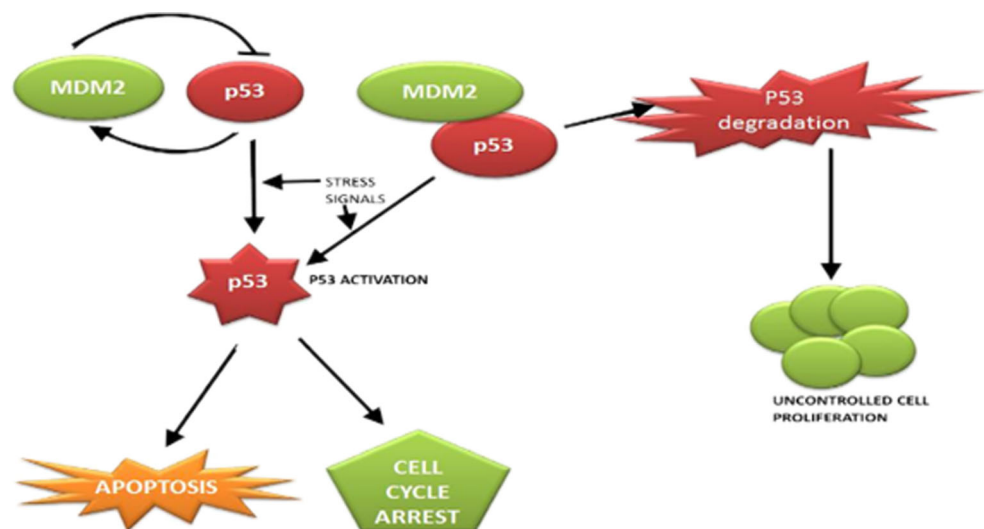 MDM2
p53
MDM2
p53
P53
degradation
STRESS
SIGNALS
p53
P53 ACTIVATION
UNCONTROLLED CELL
PROLIFERATION
APOPTOSIS
CELL
CYCLE
ARREST